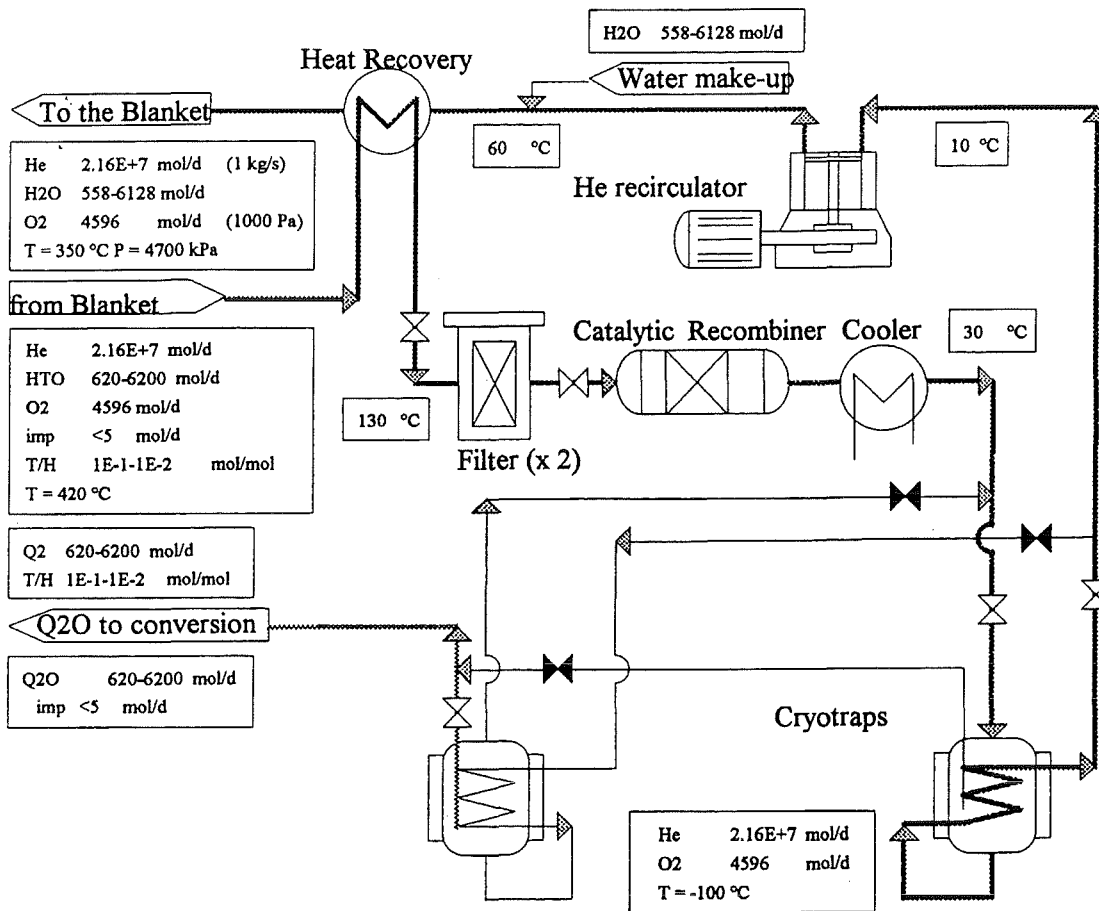 H2O 558-6128 mol/d
Heat Recovery
Water make-up
To the Blanket
60 °C
10 °C
He 2.16E+7 mol/d (1 kg/s)
H2O 558-6128 mol/d
O2 4596 mol/d (1000 Pa)
T = 350 °C P = 4700 kPa
He recirculator
from Blanket
Catalytic Recombiner
Cooler
30 °C
He 2.16E+7 mol/d
HTO 620-6200 mol/d
O2 4596 mol/d
imp <5 mol/d
T/H 1E-1-1E-2 mol/mol
T = 420 °C
130 °C
Filter (x 2)
Q2 620-6200 mol/d
T/H 1E-1-1E-2 mol/mol
Q2O to conversion
Q2O 620-6200 mol/d
imp <5 mol/d
Cryotraps
He 2.16E+7 mol/d
O2 4596 mol/d
T = -100 °C